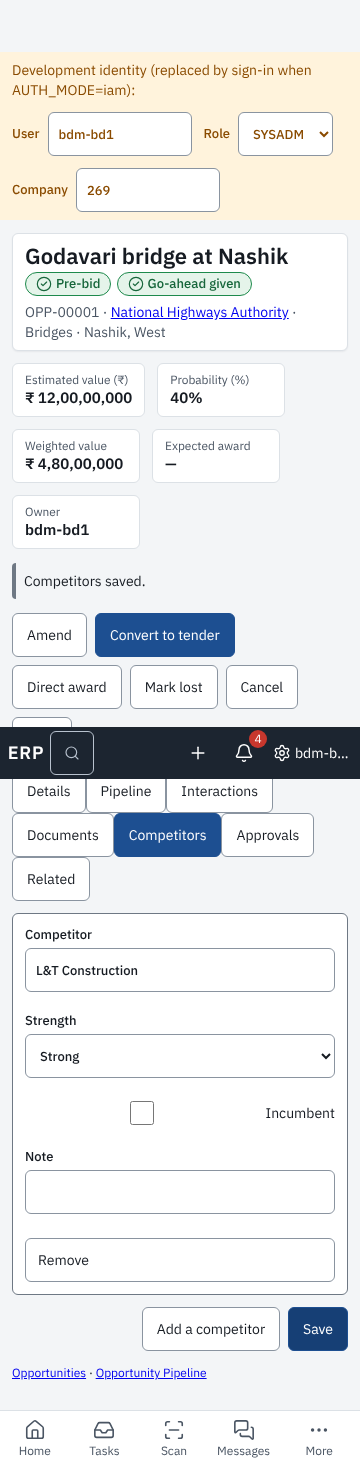 Development identity (replaced by sign-in when
AUTH_MODE=iam):
User bdm-bd1 Role SYSADM
Company 269
Godavari bridge at Nashik
Pre-bid Go-ahead given
OPP-00001 · National Highways Authority ·
Bridges · Nashik, West
Estimated value (₹) Probability (%)
₹ 12,00,00,000 40%
Weighted value Expected award
₹ 4,80,00,000 —
Owner
bdm-bd1
Competitors saved.
Amend Convert to tender
Direct award Mark lost Cancel
ERP 4 bdm-b...
Details Pipeline Interactions
Documents Competitors Approvals
Related
Competitor
L&T Construction
Strength
Strong
Incumbent
Note
Remove
Add a competitor Save
Opportunities · Opportunity Pipeline
Home Tasks Scan Messages More